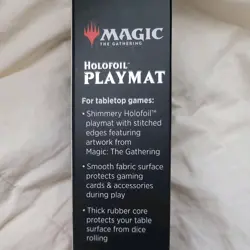 MAGIC
THE GATHERING
HOLOFOIL™
PLAYMAT
For tabletop games:
• Shimmery Holofoil™
playmat with stitched
edges featuring
artwork from
Magic: The Gathering
• Smooth fabric surface
protects gaming
cards & accessories
during play
• Thick rubber core
protects your table
surface from dice
rolling